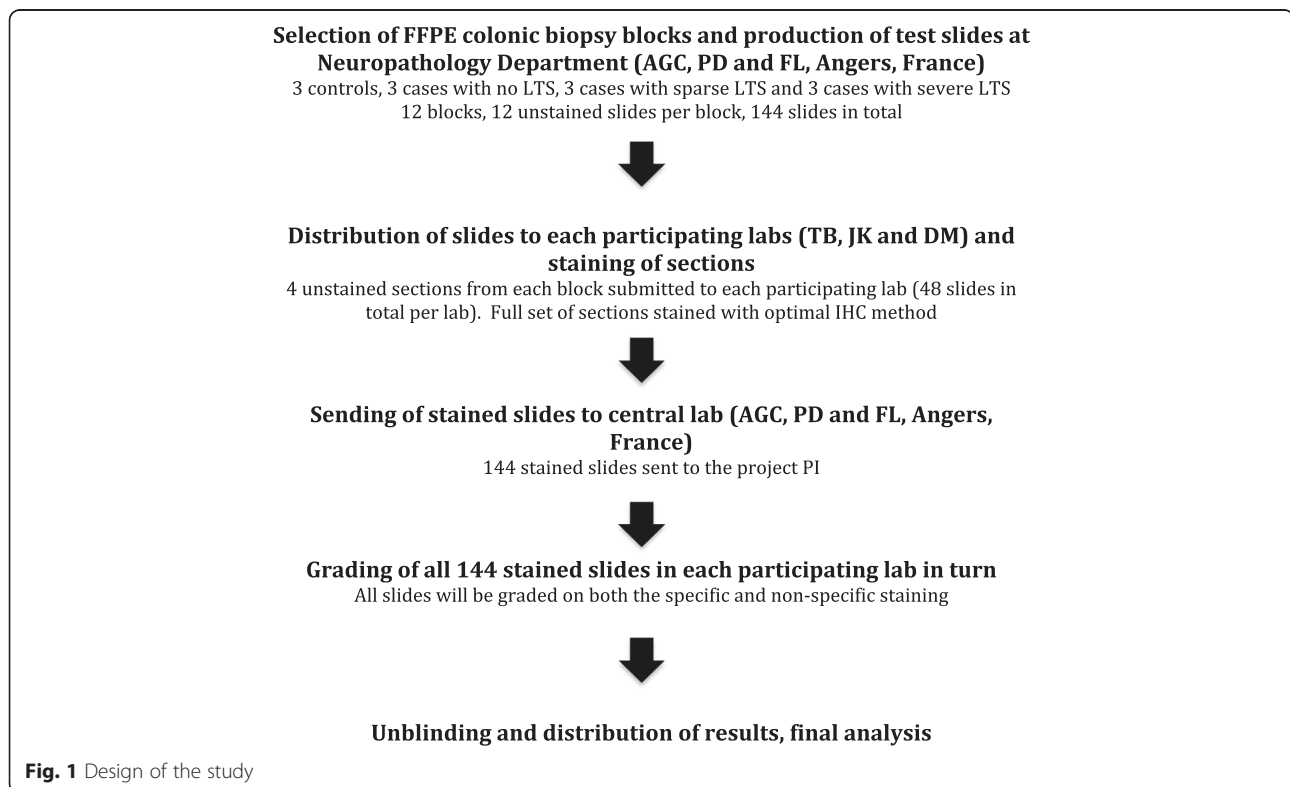 Selection of FFPE colonic biopsy blocks and production of test slides at
Neuropathology Department (AGC, PD and FL, Angers, France)
3 controls, 3 cases with no LTS, 3 cases with sparse LTS and 3 cases with severe LTS
12 blocks, 12 unstained slides per block, 144 slides in total
Distribution of slides to each participating labs (TB, JK and DM) and
staining of sections
4 unstained sections from each block submitted to each participating lab (48 slides in
total per lab). Full set of sections stained with optimal IHC method
Sending of stained slides to central lab (AGC, PD and FL, Angers,
France)
144 stained slides sent to the project PI
Grading of all 144 stained slides in each participating lab in turn
All slides will be graded on both the specific and non-specific staining
Unblinding and distribution of results, final analysis
Fig. 1 Design of the study